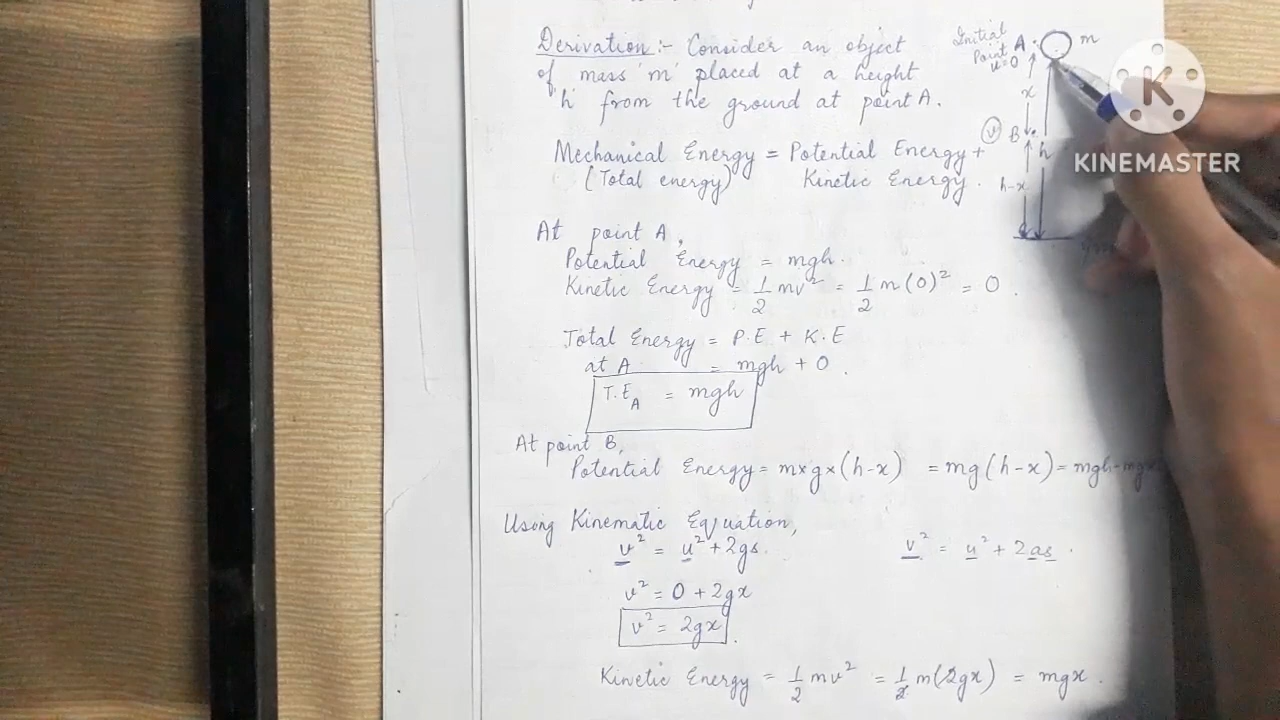 Derivation:- Consider an object
of mass 'm' placed at a height
'h' from the ground at point A.
Initial
Point A
u=0
m
x
v B
h
h-x
K
KINEMASTER
Mechanical Energy = Potential Energy +
(Total energy) Kinetic Energy.
At point A,
Potential Energy = mgh.
Kinetic Energy = 1/2 mv² = 1/2 m(0)² = 0.
Total Energy = P.E + K.E
at A = mgh + 0.
T.E_A = mgh
At point B,
Potential Energy = m×g×(h-x) = mg(h-x) = mgh-mgx
Using Kinematic Equation,
v² = u² + 2gs. v² = u² + 2as.
v² = 0 + 2gx
v² = 2gx.
Kinetic Energy = 1/2 mv² = 1/2 m(2gx) = mgx.